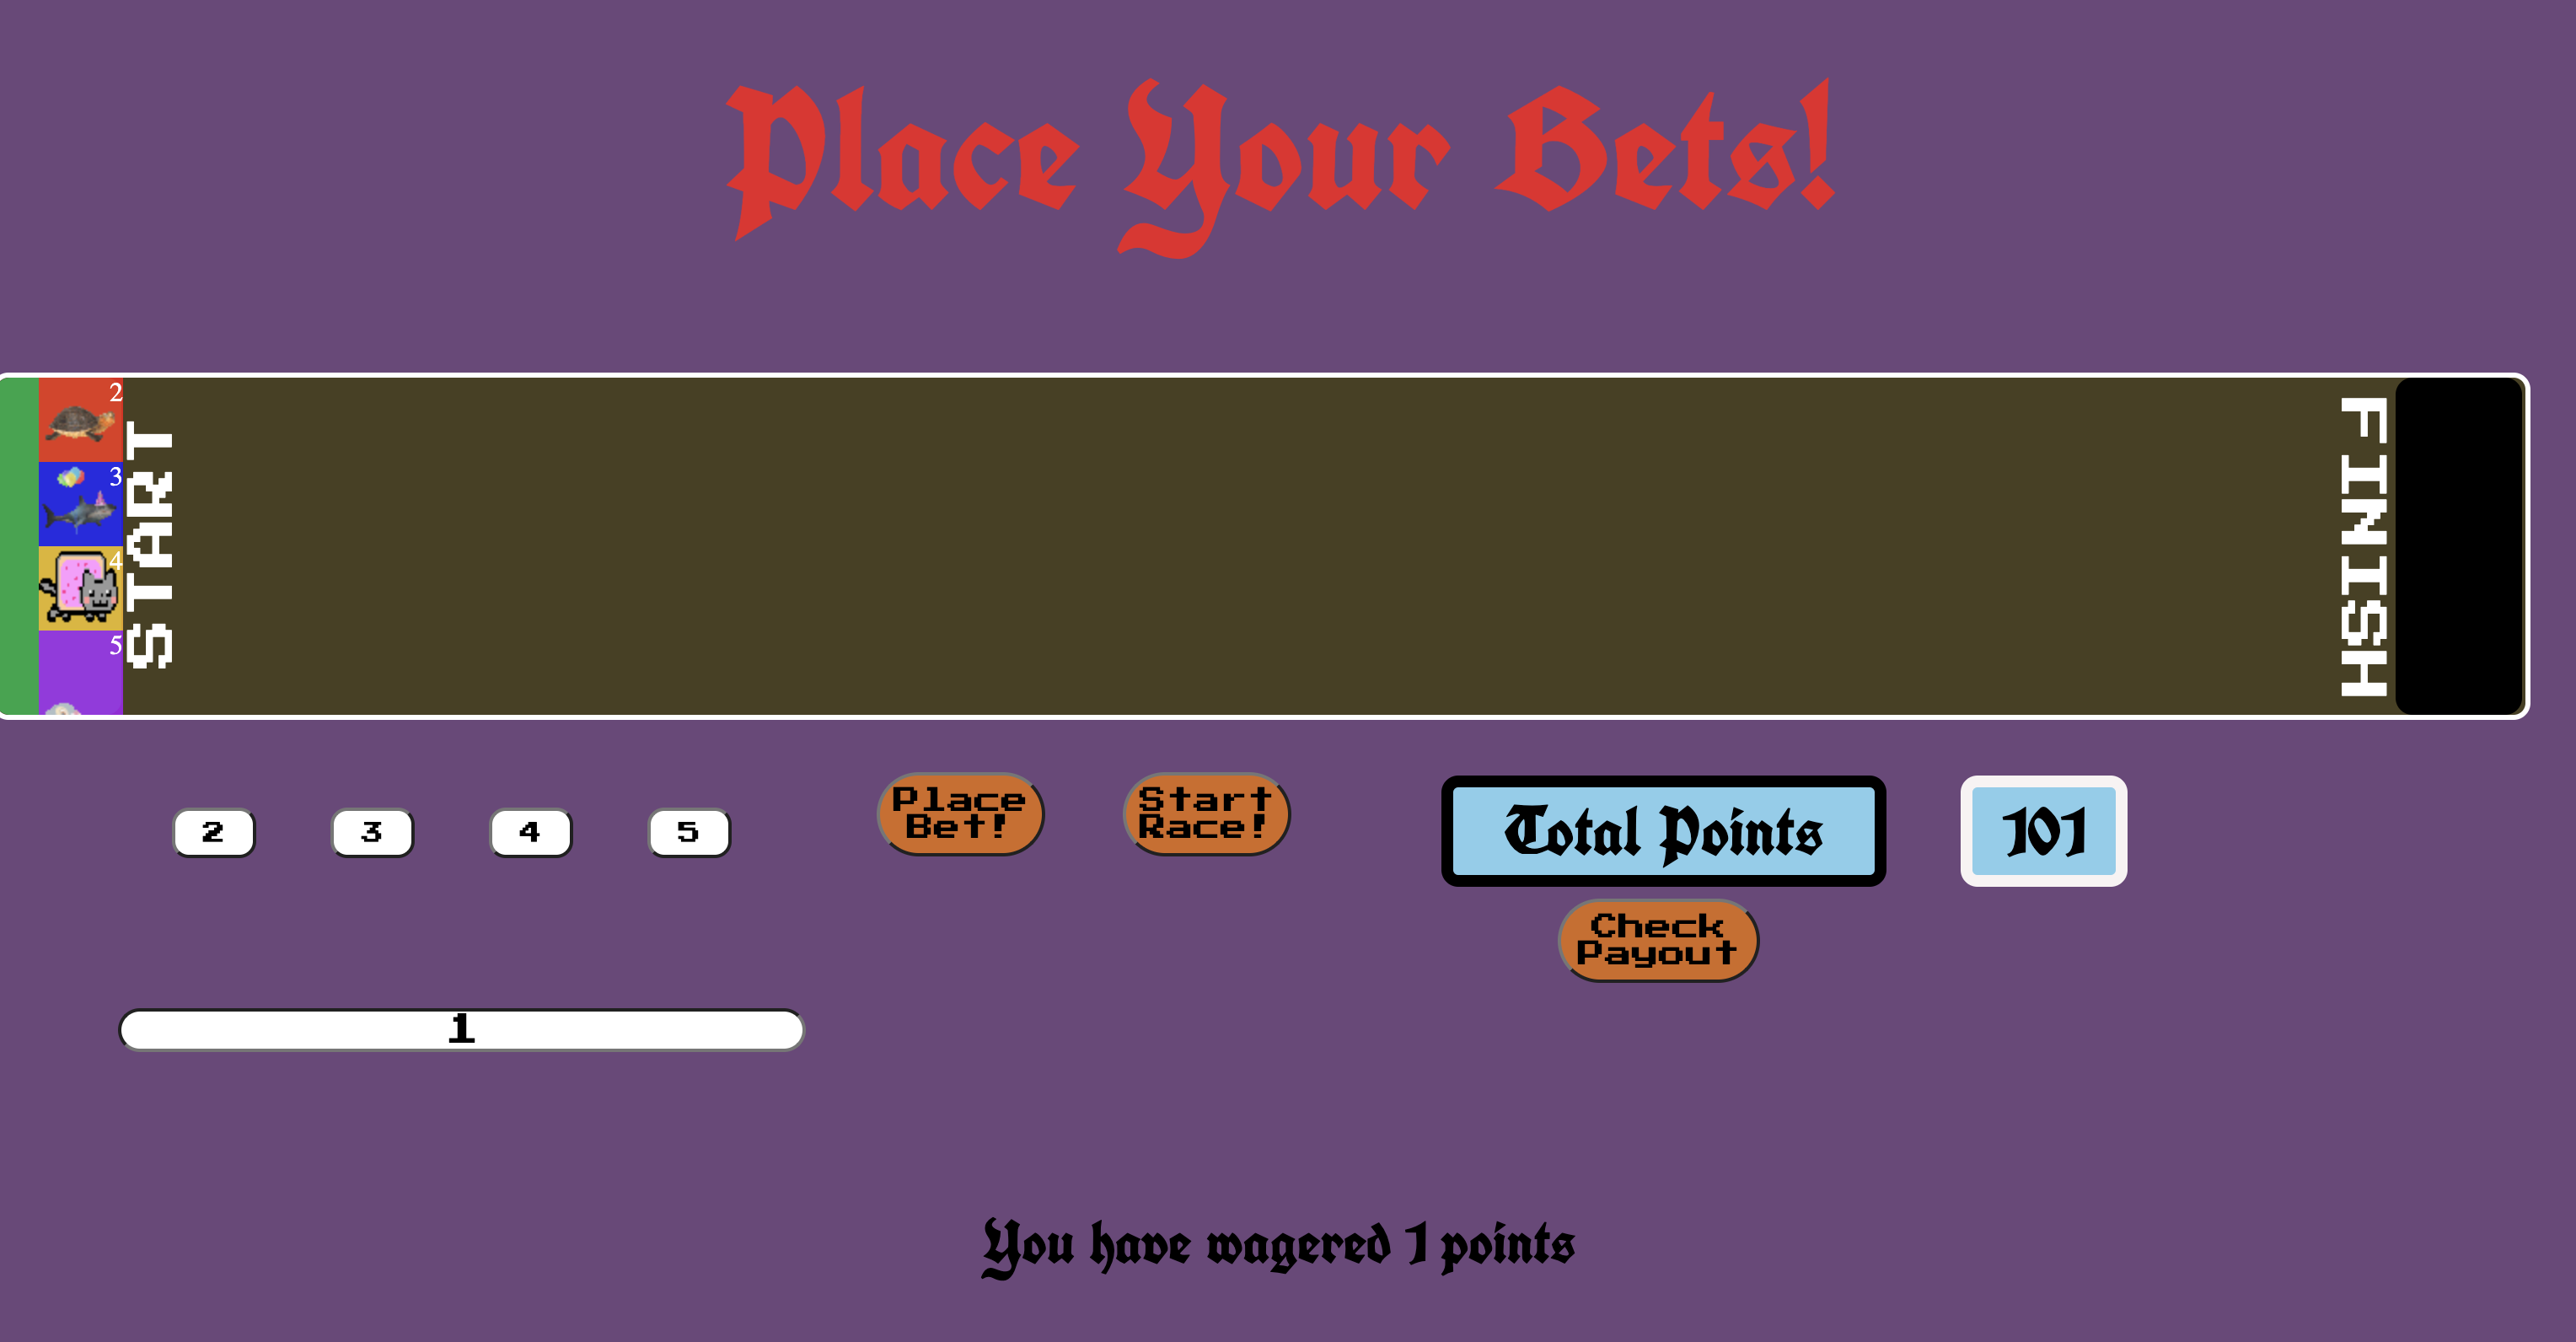 Place Your Bets!
2
3
4
5
START
FINISH
2
3
4
5
Place
Bet!
Start
Race!
Total Points
101
Check
Payout
1
You have wagered 1 points